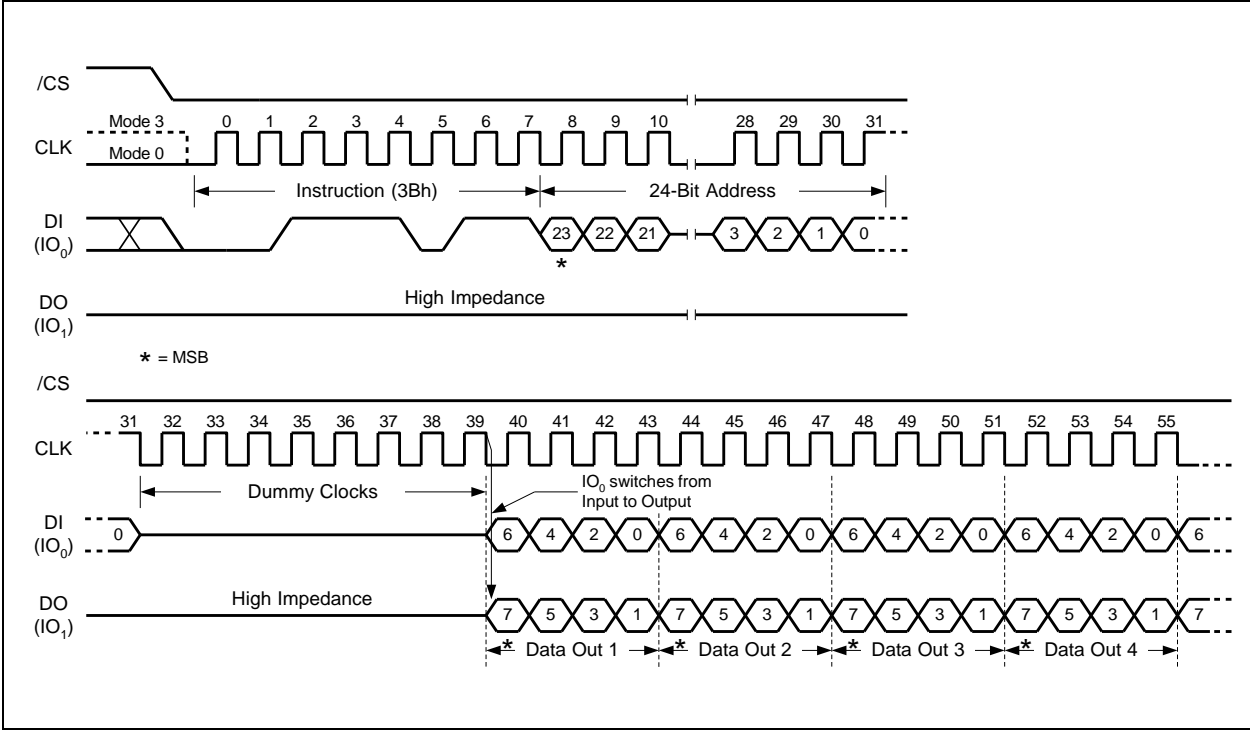 /CS
Mode 3 0 1 2 3 4 5 6 7 8 9 10 28 29 30 31
CLK
Mode 0
Instruction (3Bh) 24-Bit Address
DI
(IO0) 23 22 21 3 2 1 0
*
High Impedance
DO
(IO1)
* = MSB
/CS
31 32 33 34 35 36 37 38 39 40 41 42 43 44 45 46 47 48 49 50 51 52 53 54 55
CLK
Dummy Clocks
IO0 switches from
Input to Output
DI
(IO0) 0 6 4 2 0 6 4 2 0 6 4 2 0 6 4 2 0 6
High Impedance
DO
(IO1) 7 5 3 1 7 5 3 1 7 5 3 1 7 5 3 1 7
* Data Out 1 * Data Out 2 * Data Out 3 * Data Out 4